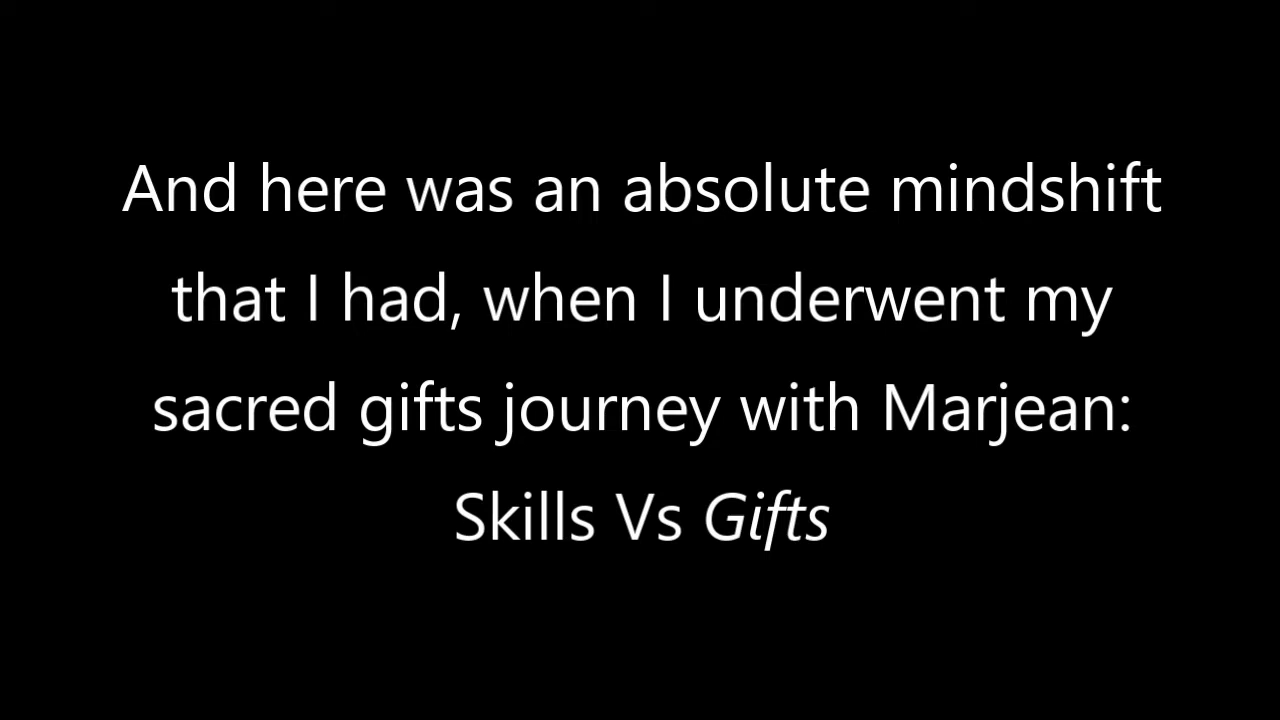 And here was an absolute mindshift
that I had, when I underwent my
sacred gifts journey with Marjean:
Skills Vs Gifts